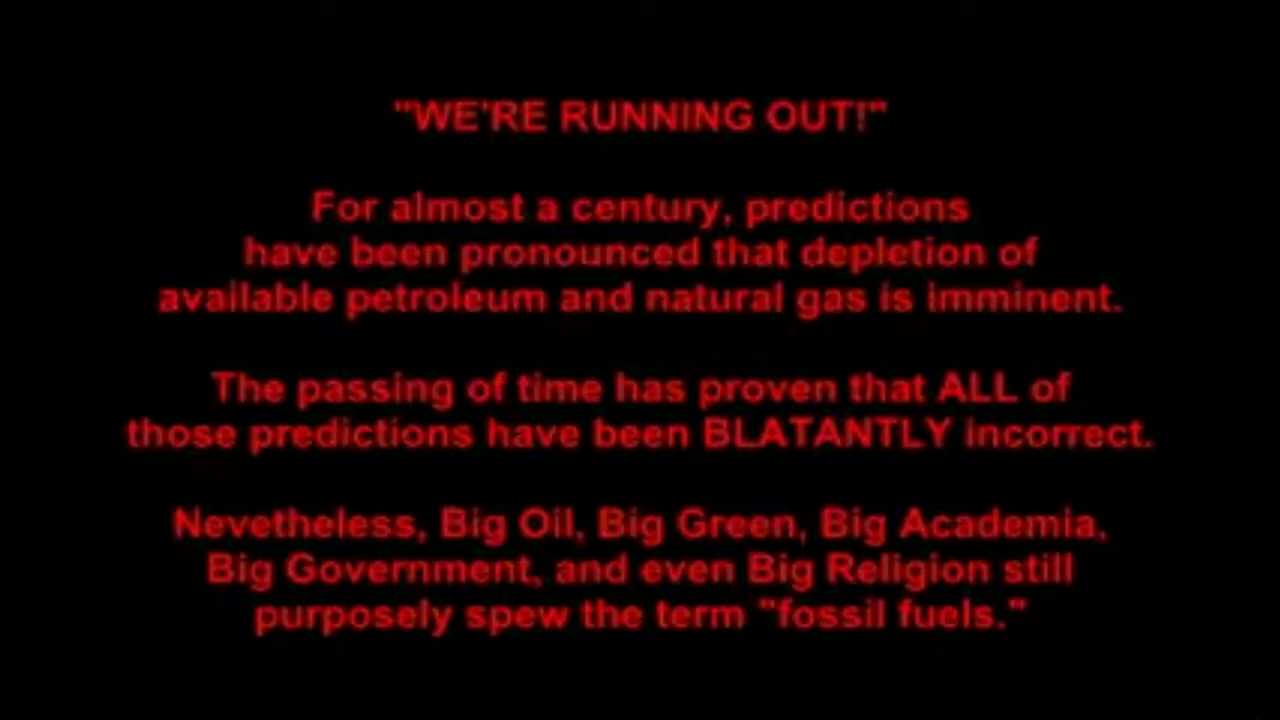 "WE'RE RUNNING OUT!"
For almost a century, predictions
have been pronounced that depletion of
available petroleum and natural gas is imminent.
The passing of time has proven that ALL of
those predictions have been BLATANTLY incorrect.
Nevetheless, Big Oil, Big Green, Big Academia,
Big Government, and even Big Religion still
purposely spew the term "fossil fuels."